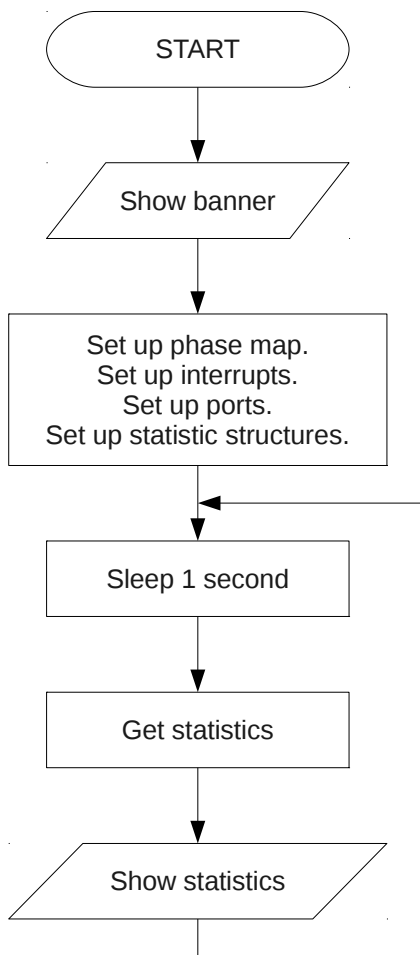 START
Show banner
Set up phase map.
Set up interrupts.
Set up ports.
Set up statistic structures.
Sleep 1 second
Get statistics
Show statistics